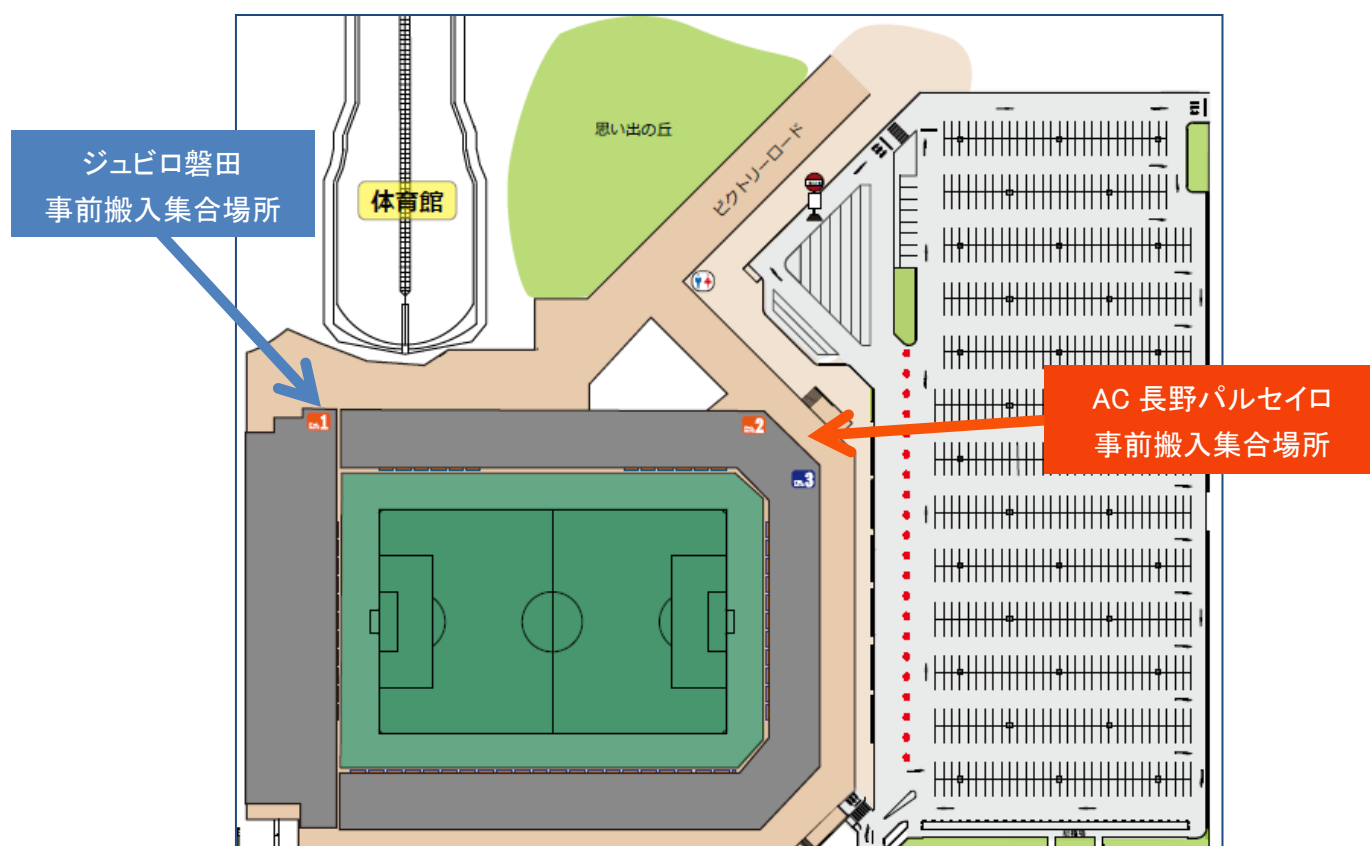 思い出の丘
ビクトリーロード
ジュビロ磐田
事前搬入集合場所
体育館
AC 長野パルセイロ
事前搬入集合場所
1
2
3